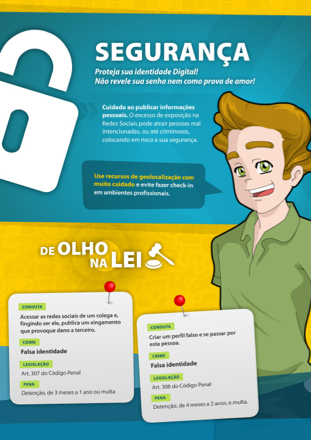 SEGURANÇA
Proteja sua identidade Digital!
Não revele sua senha nem como prova de amor!
Cuidado ao publicar informações
pessoais. O excesso de exposição na
Redes Sociais pode atrair pessoas mal
Intencionadas, ou até criminosos,
colocando em risco a sua segurança.
Use recursos de geolocalização com
muito cuidado e evite fazer check-in
em ambientes profissionais.
DE OLHO
NA LEI
CONDUTA
Acessar as redes sociais de um colega e,
fingindo ser ele, publica um xingamento
que provoque dano a terceiro.
CRIME
Falsa identidade
LEGISLAÇÃO
Art. 307 do Código Penal
PENA
Detenção, de 3 meses a 1 ano ou multa
CONDUTA
Criar um perfil falso e se passar por
esta pessoa.
CRIME
Falsa identidade
LEGISLAÇÃO
Art. 308 do Código Penal
PENA
Detenção, de 4 meses a 2 anos, e multa.